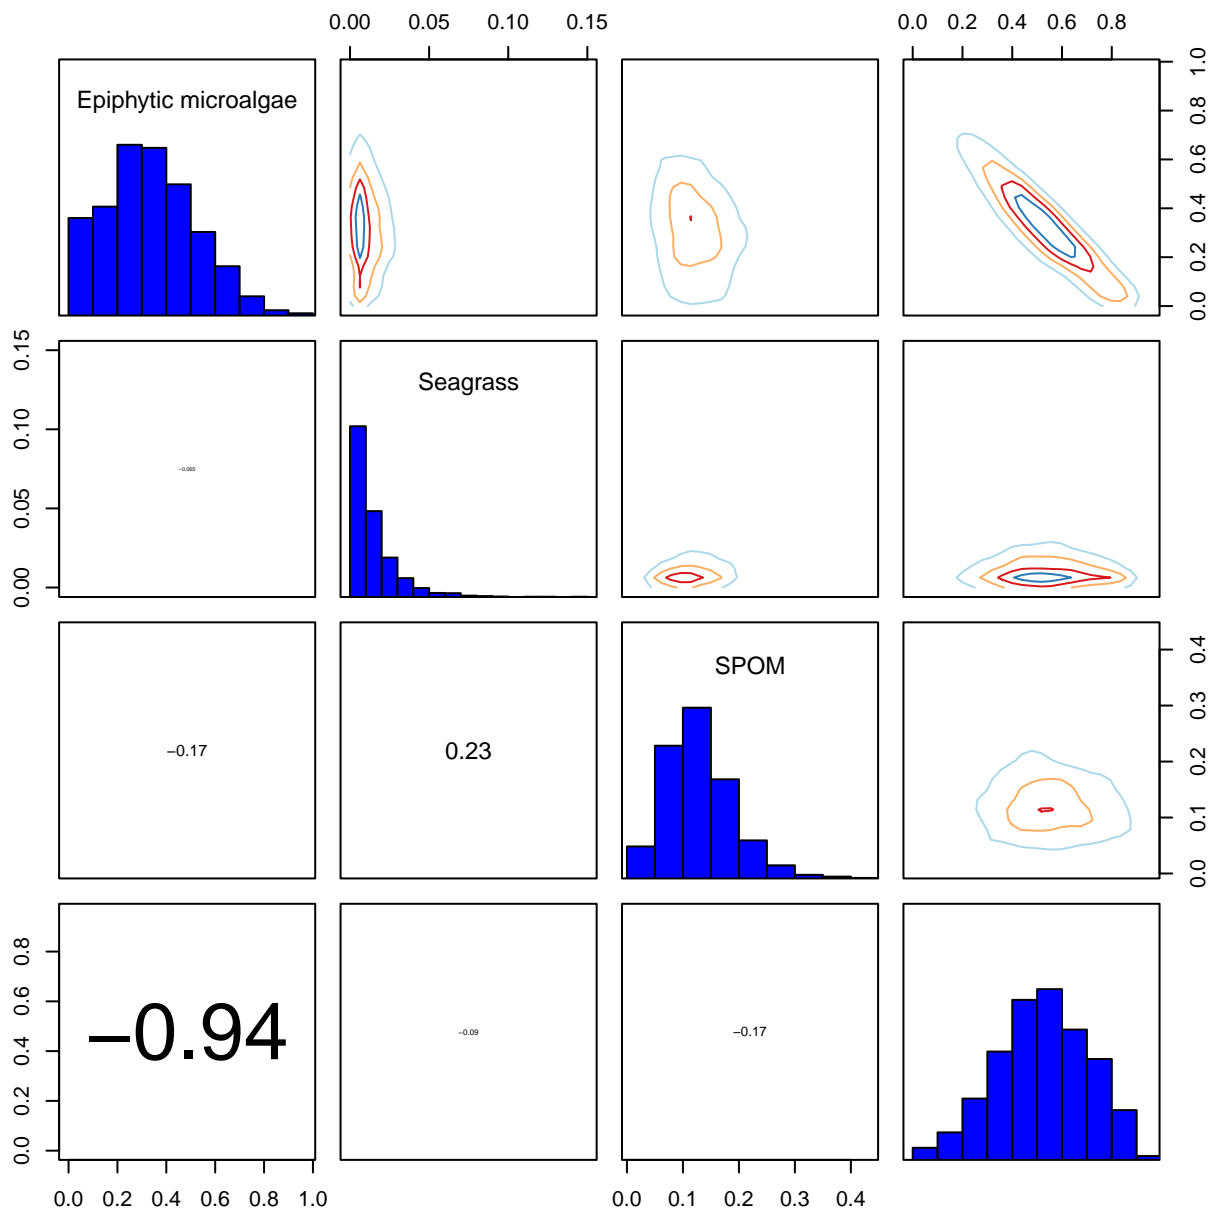 0.00 0.05 0.10 0.15 0.0 0.2 0.4 0.6 0.8
Epiphytic microalgae
0.0 0.2 0.4 0.6 0.8 1.0
0.00 0.05 0.10 0.15
−0.065
Seagrass
−0.17
0.23
SPOM
0.0 0.1 0.2 0.3 0.4
0.0 0.2 0.4 0.6 0.8
−0.94
−0.09
−0.17
0.0 0.2 0.4 0.6 0.8 1.0 0.0 0.1 0.2 0.3 0.4